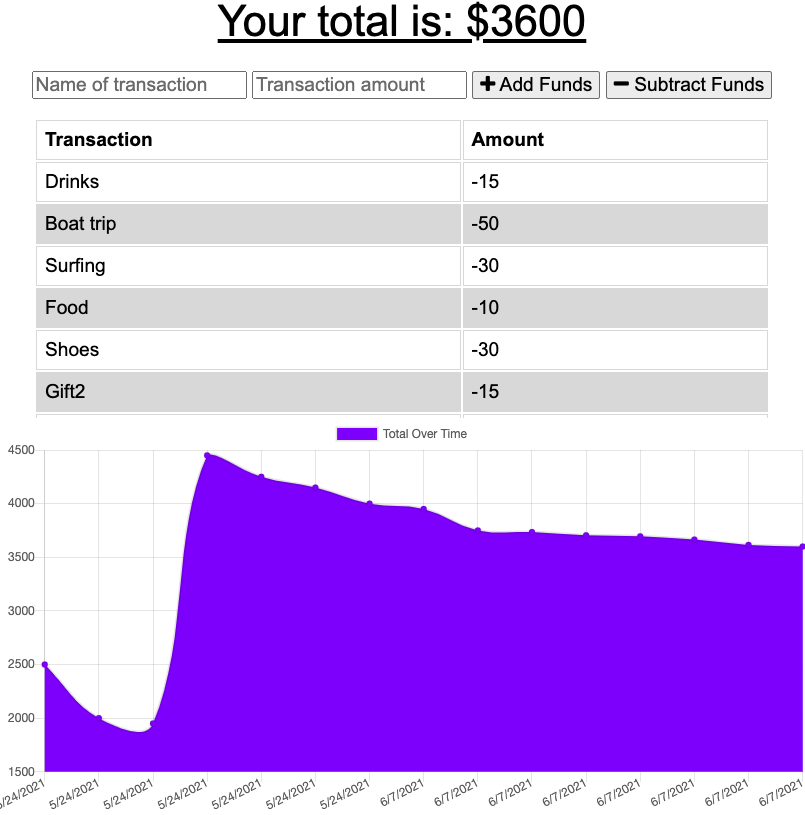 Your total is: $3600
Name of transaction Transaction amount + Add Funds − Subtract Funds
Transaction Amount
Drinks -15
Boat trip -50
Surfing -30
Food -10
Shoes -30
Gift2 -15
Total Over Time
4500
4000
3500
3000
2500
2000
1500
5/24/2021 5/24/2021 5/24/2021 5/24/2021 5/24/2021 5/24/2021 5/24/2021 6/7/2021 6/7/2021 6/7/2021 6/7/2021 6/7/2021 6/7/2021 6/7/2021 6/7/2021